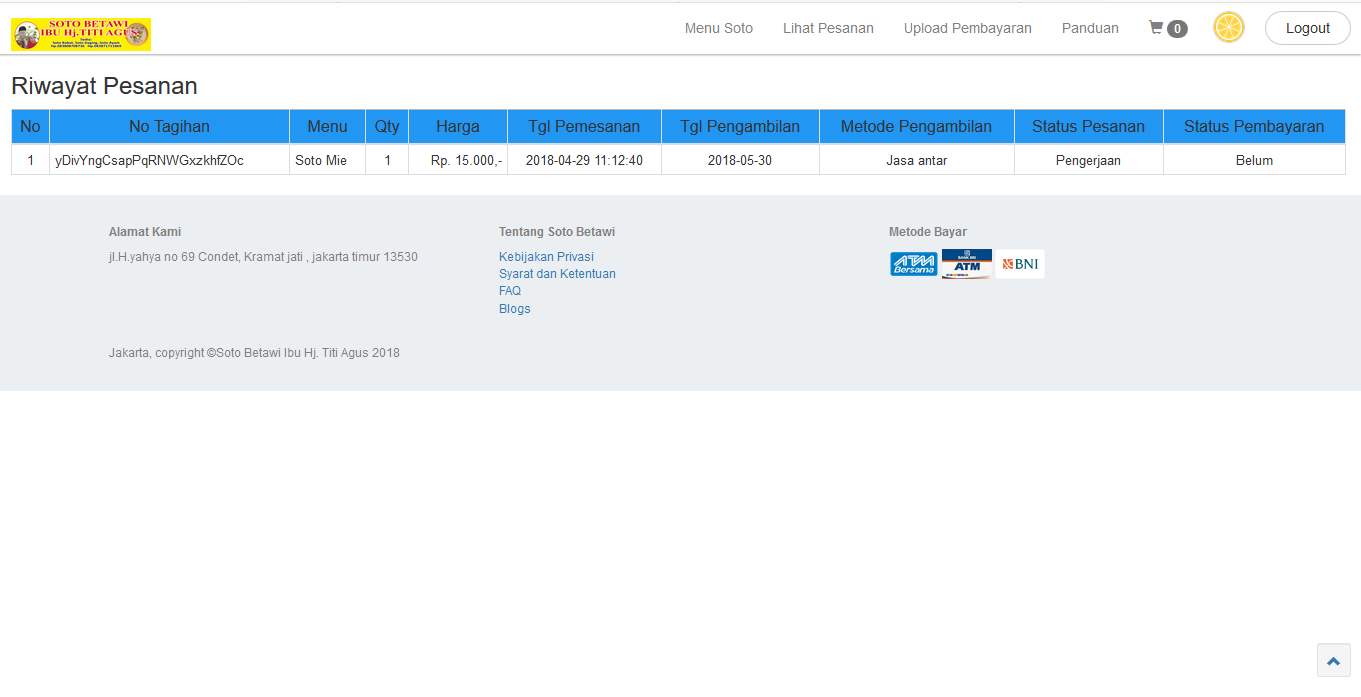 SOTO BETAWI
IBU Hj.TITI AGUS
Menu Soto
Lihat Pesanan
Upload Pembayaran
Panduan
0
Logout
Riwayat Pesanan
No No Tagihan Menu Qty Harga Tgl Pemesanan Tgl Pengambilan Metode Pengambilan Status Pesanan Status Pembayaran
1 yDivYngCsapPqRNWGxzkhfZOc Soto Mie 1 Rp. 15.000,- 2018-04-29 11:12:40 2018-05-30 Jasa antar Pengerjaan Belum
Alamat Kami
jl.H.yahya no 69 Condet, Kramat jati , jakarta timur 13530
Tentang Soto Betawi
Kebijakan Privasi
Syarat dan Ketentuan
FAQ
Blogs
Metode Bayar
ATM
Bersama
BANK BRI
ATM
BNI
Jakarta, copyright ©Soto Betawi Ibu Hj. Titi Agus 2018